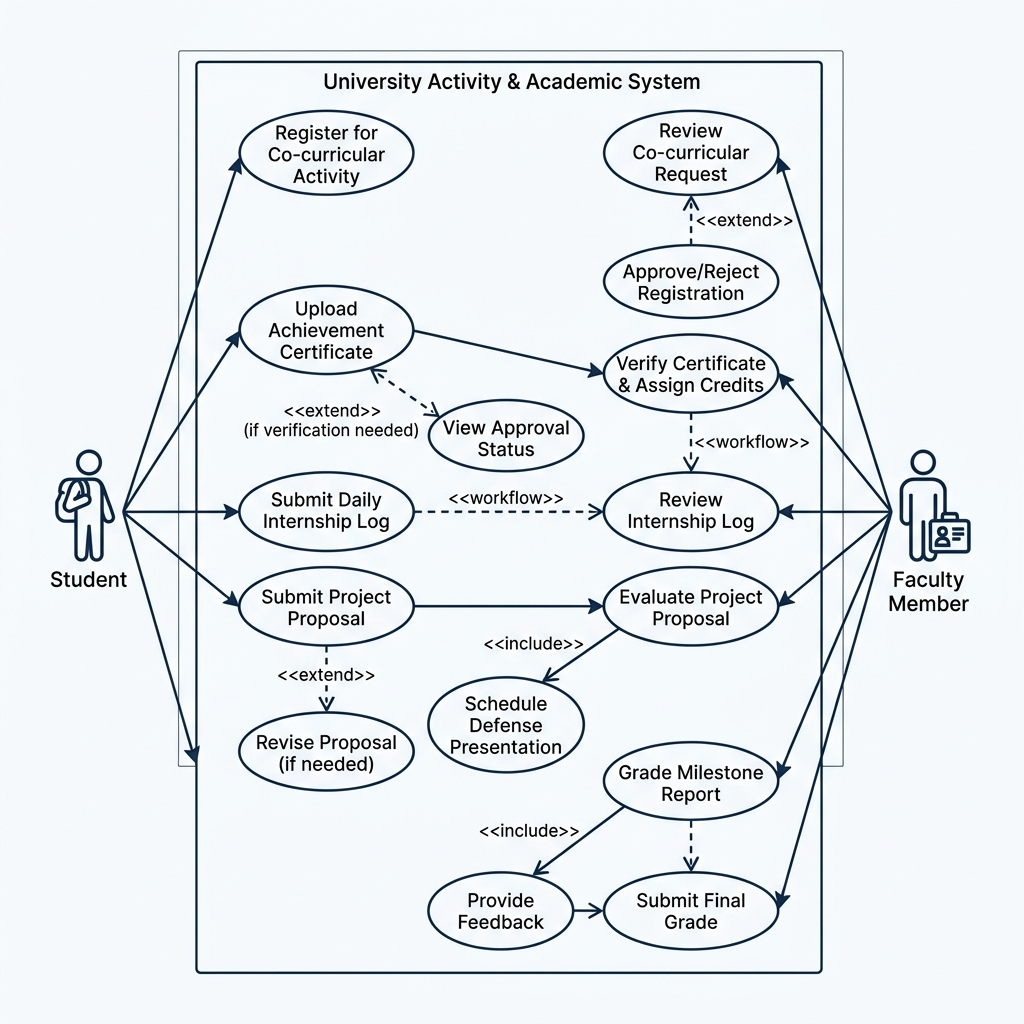 University Activity & Academic System
Register for
Co-curricular
Activity
Review
Co-curricular
Request
<<extend>>
Approve/Reject
Registration
Upload
Achievement
Certificate
Verify Certificate
& Assign Credits
<<extend>>
(if verification needed)
View Approval
Status
<<workflow>>
Submit Daily
Internship Log
<<workflow>>
Review
Internship Log
Student
Faculty
Member
Submit Project
Proposal
Evaluate Project
Proposal
<<include>>
<<extend>>
Schedule
Defense
Presentation
Revise Proposal
(if needed)
Grade Milestone
Report
<<include>>
Provide
Feedback
Submit Final
Grade